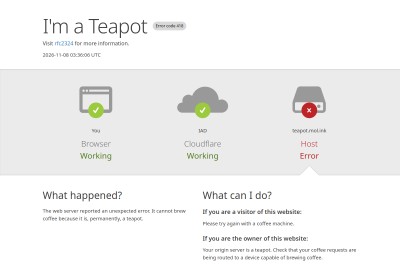 I'm a Teapot Error code 418
Visit rfc2324 for more information.
2026-11-08 05:36:06 UTC
You
Browser
Working
IAD
Cloudflare
Working
teapot.mol.ink
Host
Error
What happened?
The web server reported an unexpected error. It cannot brew
coffee because it is, permanently, a teapot.
What can I do?
If you are a visitor of this website:
Please try again with a coffee machine.
If you are the owner of this website:
Your origin server is a teapot. Check that your coffee requests are
being routed to a device capable of brewing coffee.